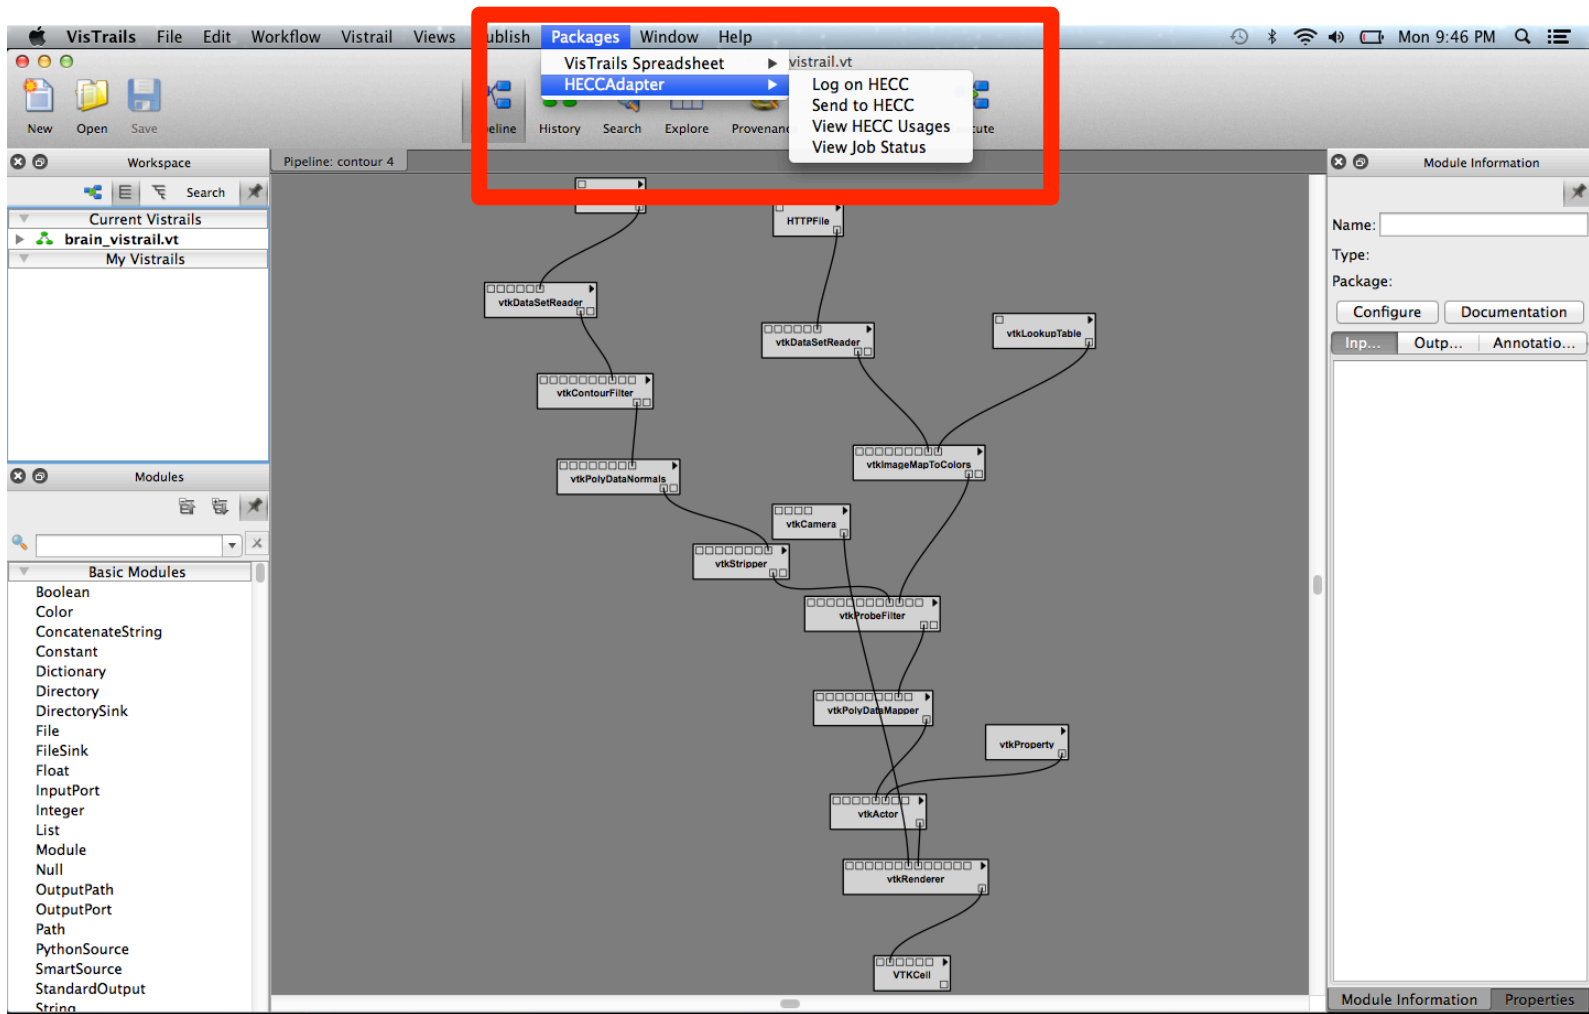 VisTrails File Edit Workflow Vistrail Views ublish Packages Window Help Mon 9:46 PM
VisTrails Spreadsheet
HECCAdapter
vistrail.vt
Log on HECC
Send to HECC
View HECC Usages
View Job Status
New Open Save
eline History Search Explore Provenan cute
Workspace
Search
Current Vistrails
brain_vistrail.vt
My Vistrails
Modules
Basic Modules
Boolean
Color
ConcatenateString
Constant
Dictionary
Directory
DirectorySink
File
FileSink
Float
InputPort
Integer
List
Module
Null
OutputPath
OutputPort
Path
PythonSource
SmartSource
StandardOutput
String
Pipeline: contour 4
HTTPFile
vtkDataSetReader
vtkDataSetReader
vtkLookupTable
vtkContourFilter
vtkImageMapToColors
vtkPolyDataNormals
vtkCamera
vtkStripper
vtkProbeFilter
vtkPolyDataMapper
vtkProperty
vtkActor
vtkRenderer
VTKCell
Module Information
Name:
Type:
Package:
Configure Documentation
Inp... Outp... Annotatio...
Module Information Properties